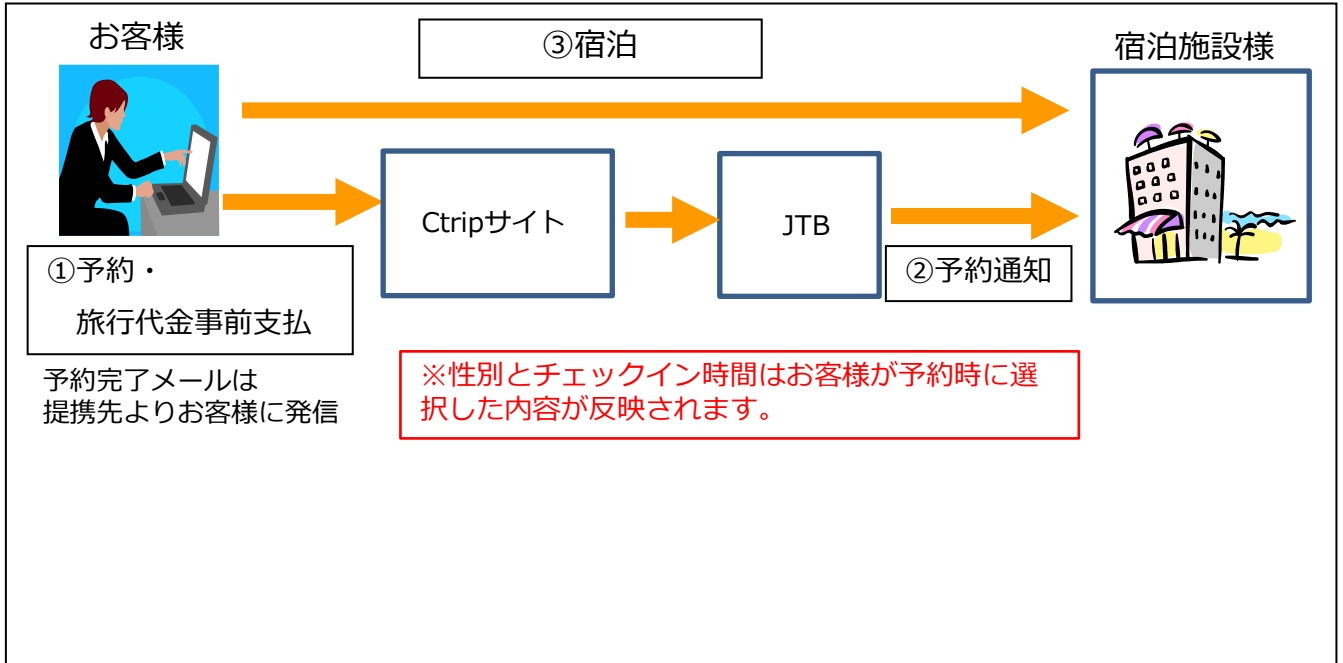 お客様
③宿泊
宿泊施設様
Ctripサイト
JTB
①予約・
旅行代金事前支払
②予約通知
予約完了メールは
提携先よりお客様に発信
※性別とチェックイン時間はお客様が予約時に選
択した内容が反映されます。